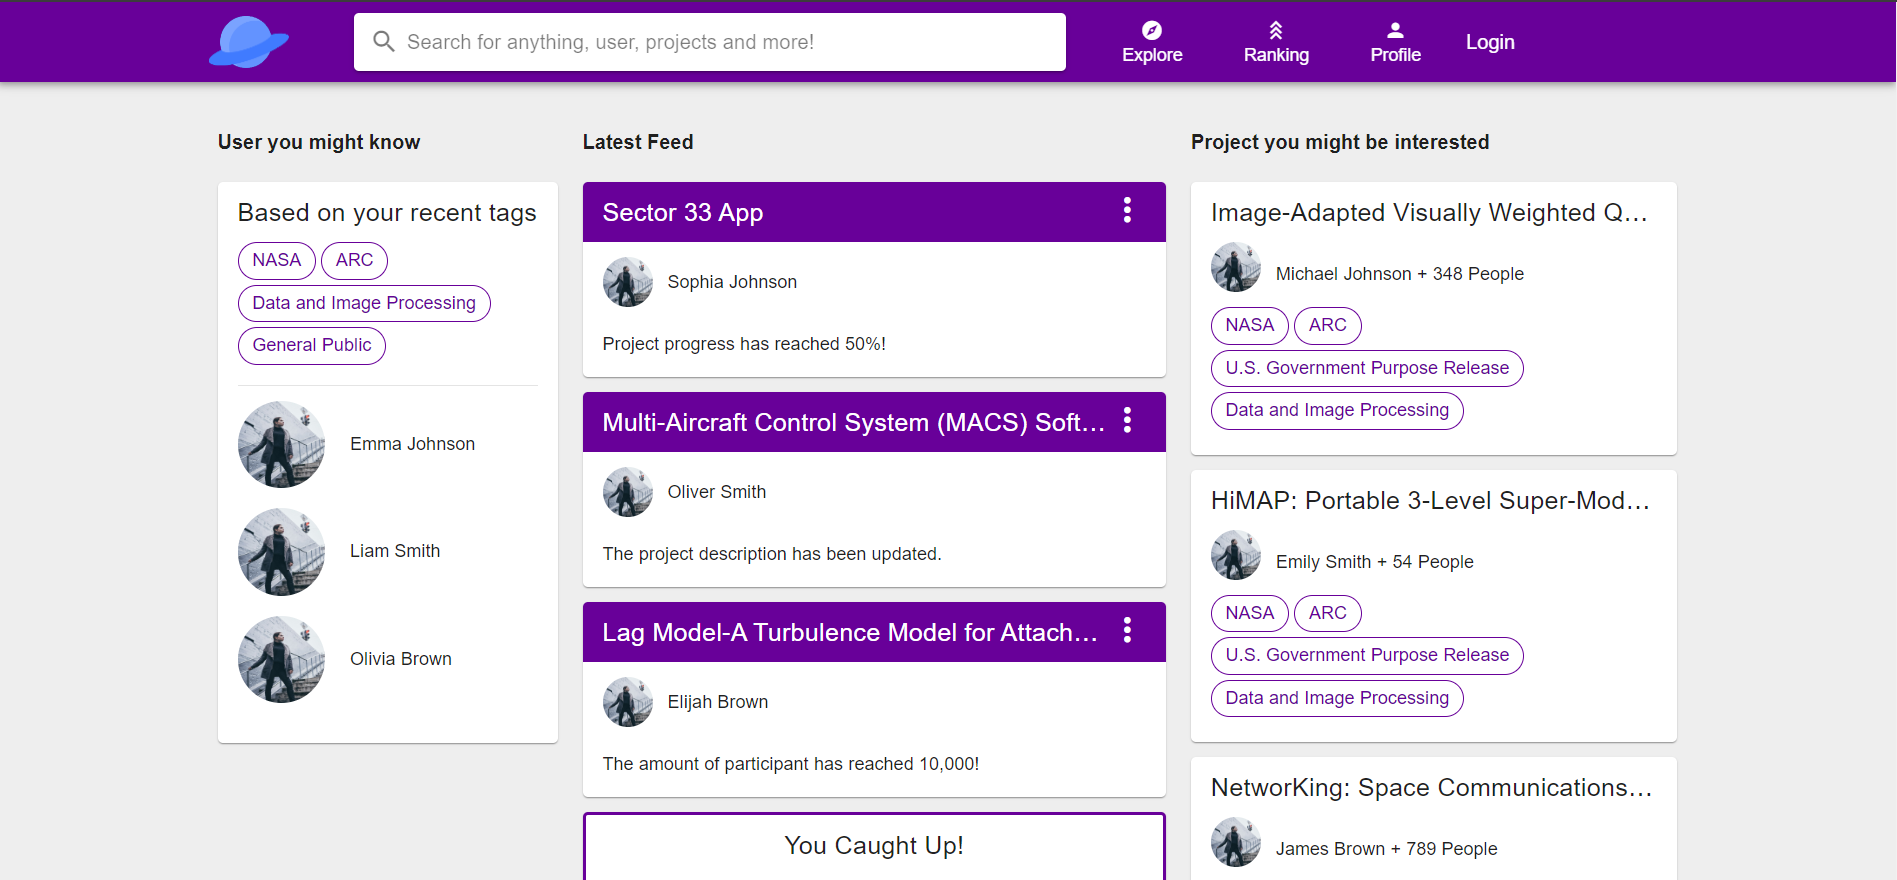 Search for anything, user, projects and more!
Explore
Ranking
Profile
Login
User you might know
Based on your recent tags
NASA
ARC
Data and Image Processing
General Public
Emma Johnson
Liam Smith
Olivia Brown
Latest Feed
Sector 33 App
Sophia Johnson
Project progress has reached 50%!
Multi-Aircraft Control System (MACS) Soft...
Oliver Smith
The project description has been updated.
Lag Model-A Turbulence Model for Attach...
Elijah Brown
The amount of participant has reached 10,000!
You Caught Up!
Project you might be interested
Image-Adapted Visually Weighted Q...
Michael Johnson + 348 People
NASA
ARC
U.S. Government Purpose Release
Data and Image Processing
HiMAP: Portable 3-Level Super-Mod...
Emily Smith + 54 People
NASA
ARC
U.S. Government Purpose Release
Data and Image Processing
NetworKing: Space Communications...
James Brown + 789 People